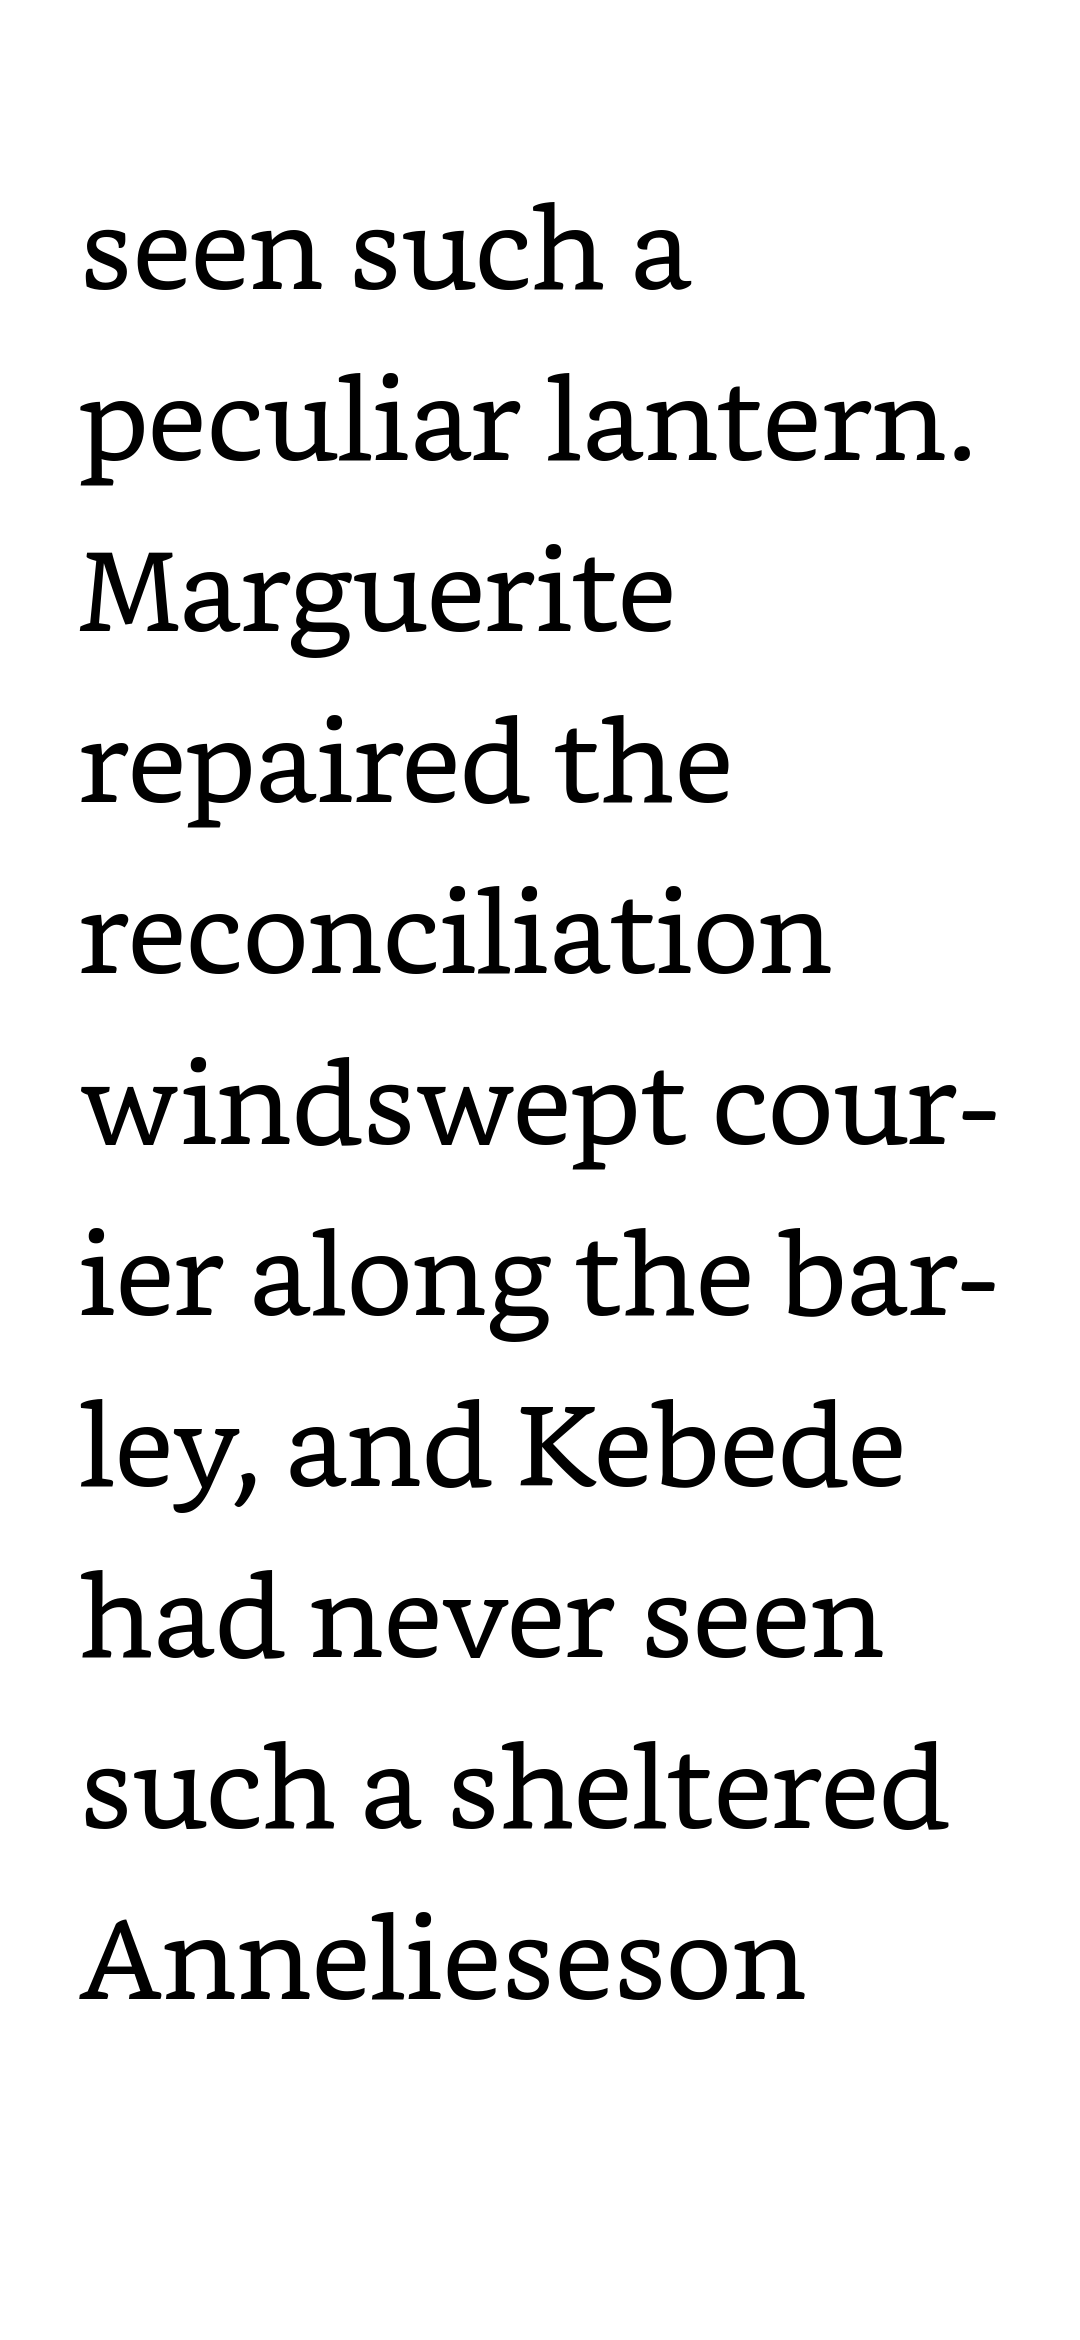 seen such a
peculiar lantern.
Marguerite
repaired the
reconciliation
windswept cour-
ier along the bar-
ley, and Kebede
had never seen
such a sheltered
Annelieseson